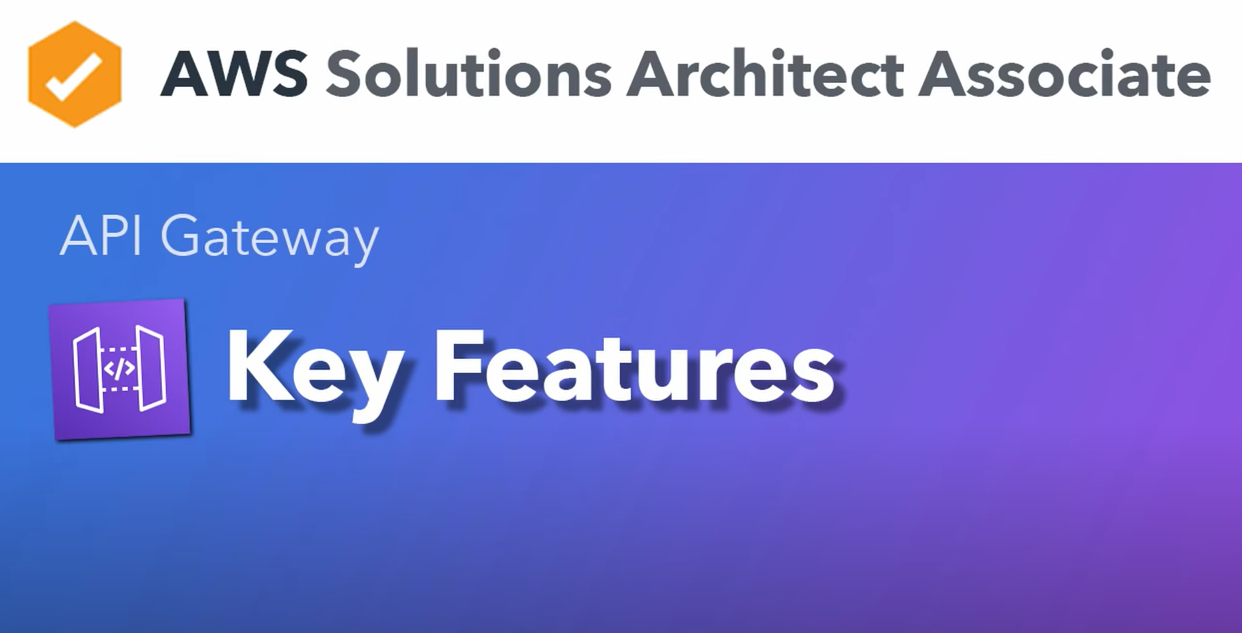 AWS Solutions Architect Associate
API Gateway
</>
Key Features